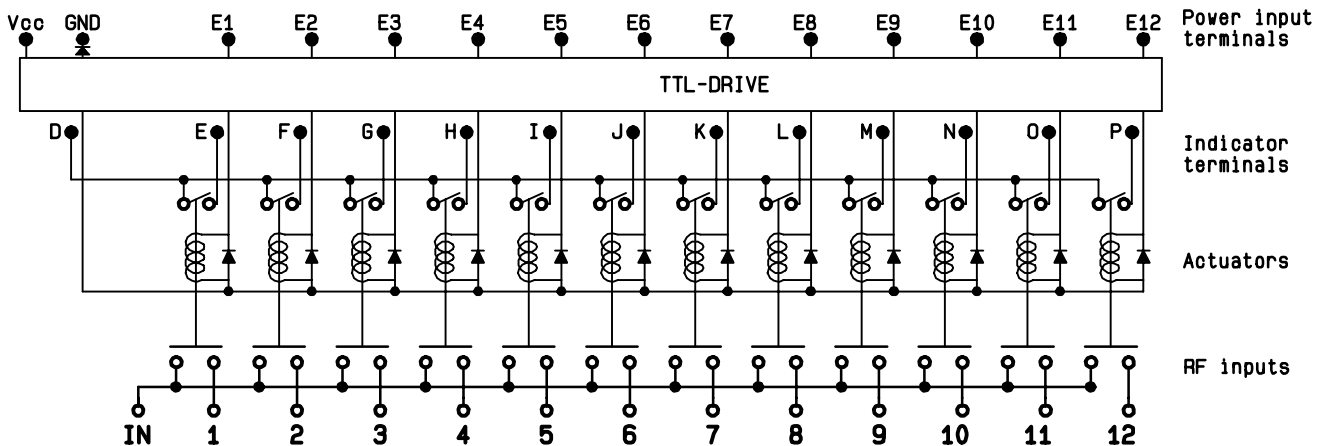 Vcc GND E1 E2 E3 E4 E5 E6 E7 E8 E9 E10 E11 E12
Power input
terminals
TTL-DRIVE
D E F G H I J K L M N O P
Indicator
terminals
Actuators
RF inputs
IN 1 2 3 4 5 6 7 8 9 10 11 12